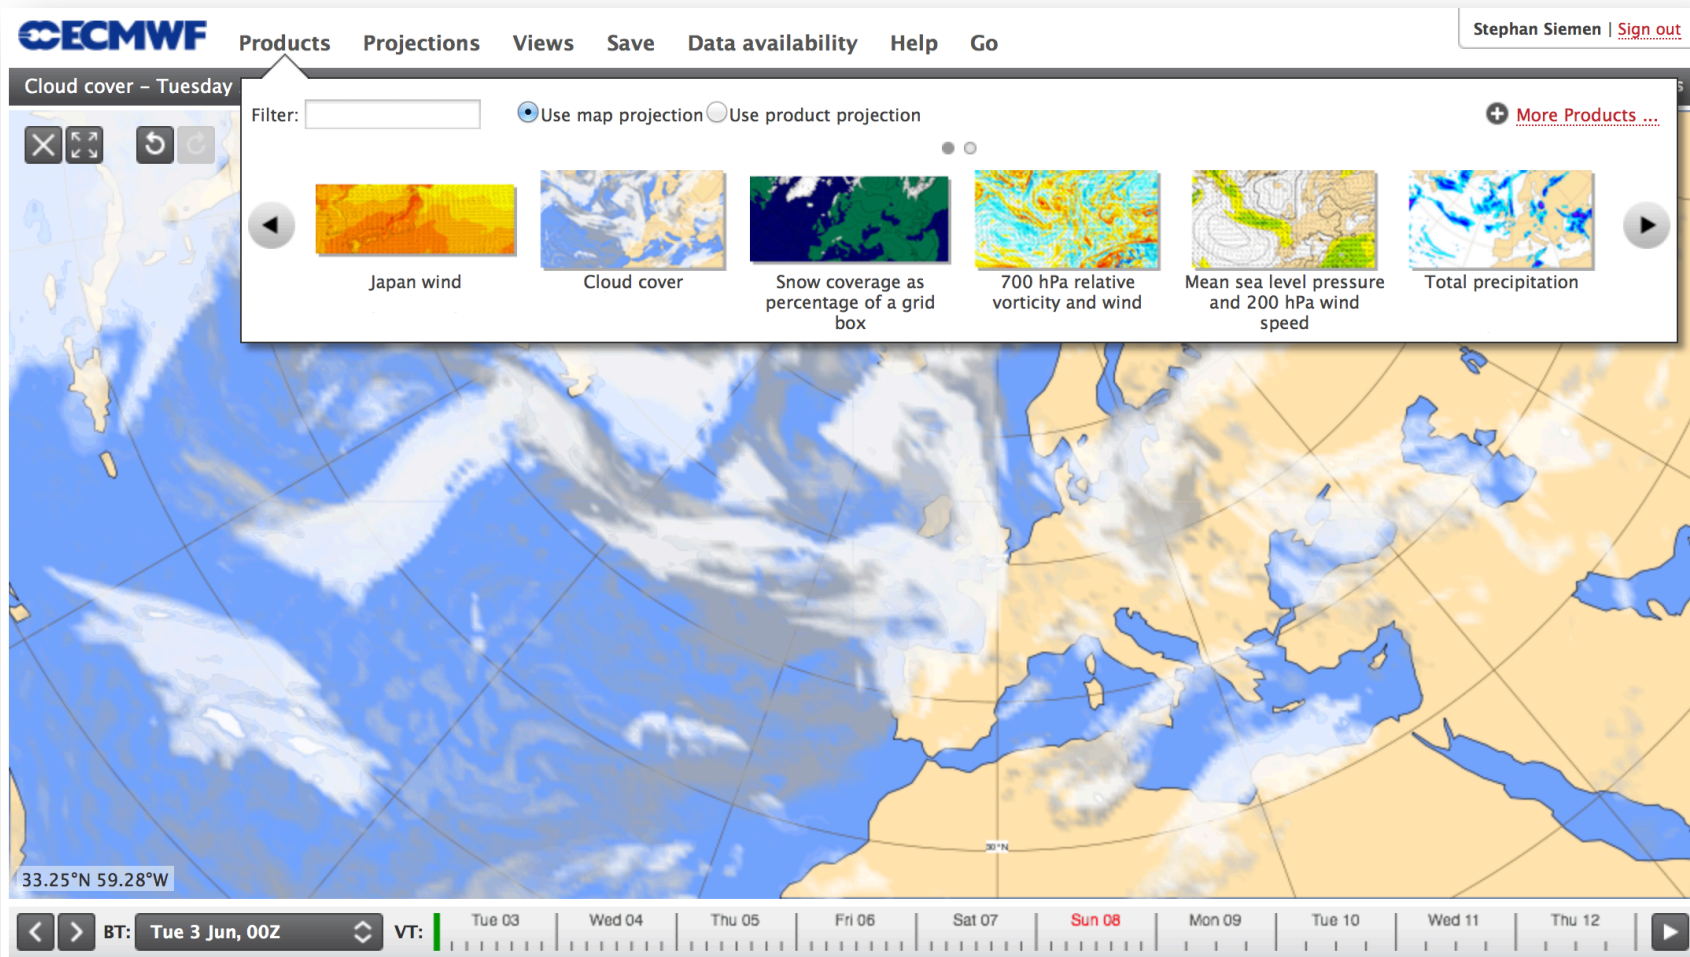 ECMWF
Products Projections Views Save Data availability Help Go
Stephan Siemen | Sign out
Cloud cover – Tuesday
Filter:
Use map projection Use product projection
More Products ...
Japan wind
Cloud cover
Snow coverage as
percentage of a grid
box
700 hPa relative
vorticity and wind
Mean sea level pressure
and 200 hPa wind
speed
Total precipitation
30°N
33.25°N 59.28°W
BT: Tue 3 Jun, 00Z VT: Tue 03 Wed 04 Thu 05 Fri 06 Sat 07 Sun 08 Mon 09 Tue 10 Wed 11 Thu 12